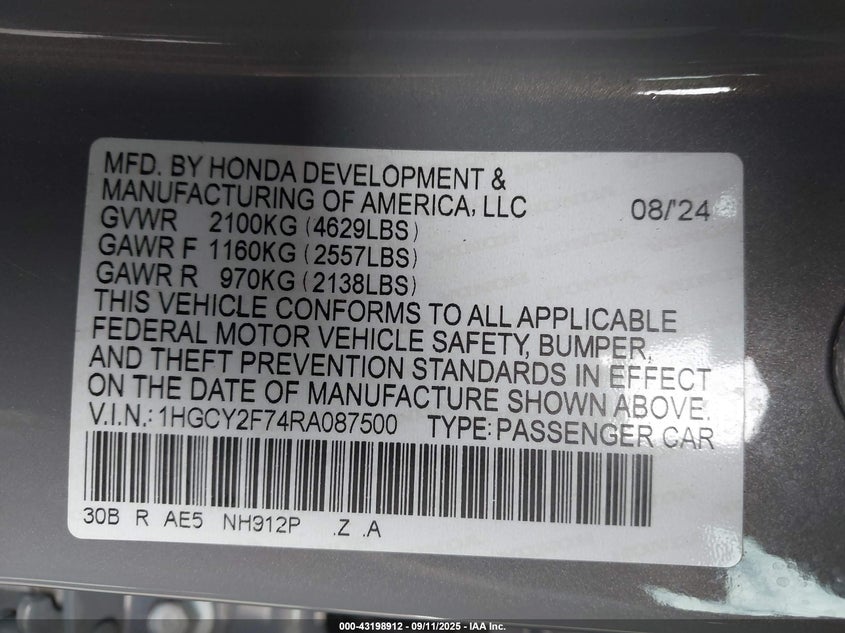 MFD. BY HONDA DEVELOPMENT &
MANUFACTURING OF AMERICA, LLC
08/'24
GVWR 2100KG (4629LBS)
GAWR F 1160KG (2557LBS)
GAWR R 970KG (2138LBS)
THIS VEHICLE CONFORMS TO ALL APPLICABLE
FEDERAL MOTOR VEHICLE SAFETY, BUMPER,
AND THEFT PREVENTION STANDARDS IN EFFECT
ON THE DATE OF MANUFACTURE SHOWN ABOVE.
V.I.N.: 1HGCY2F74RA087500 TYPE: PASSENGER CAR
30B R AE5 NH912P .Z .A
000-43198912 - 09/11/2025 - IAA Inc.